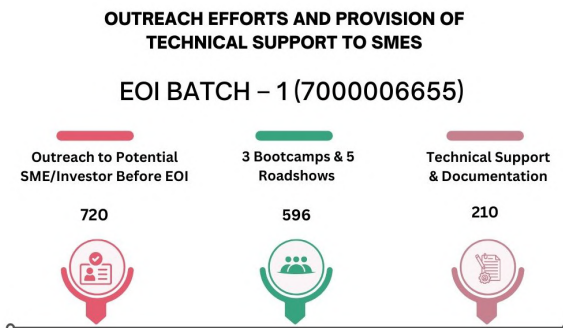 OUTREACH EFFORTS AND PROVISION OF
TECHNICAL SUPPORT TO SMES
EOI BATCH – 1 (7000006655)
Outreach to Potential
SME/Investor Before EOI
720
3 Bootcamps & 5
Roadshows
596
Technical Support
& Documentation
210